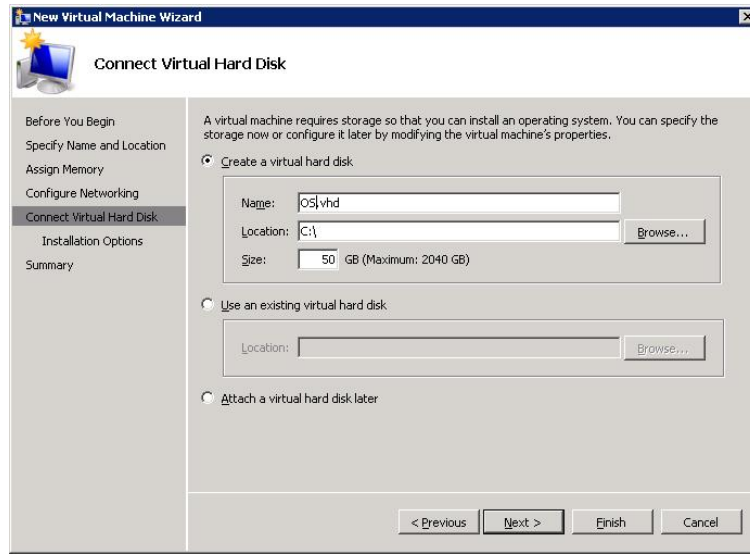 New Virtual Machine Wizard
Connect Virtual Hard Disk
Before You Begin
Specify Name and Location
Assign Memory
Configure Networking
Connect Virtual Hard Disk
Installation Options
Summary
A virtual machine requires storage so that you can install an operating system. You can specify the
storage now or configure it later by modifying the virtual machine's properties.
Create a virtual hard disk
Name: OS.vhd
Location: C:\ Browse...
Size: 50 GB (Maximum: 2040 GB)
Use an existing virtual hard disk
Location: Browse...
Attach a virtual hard disk later
< Previous Next > Finish Cancel